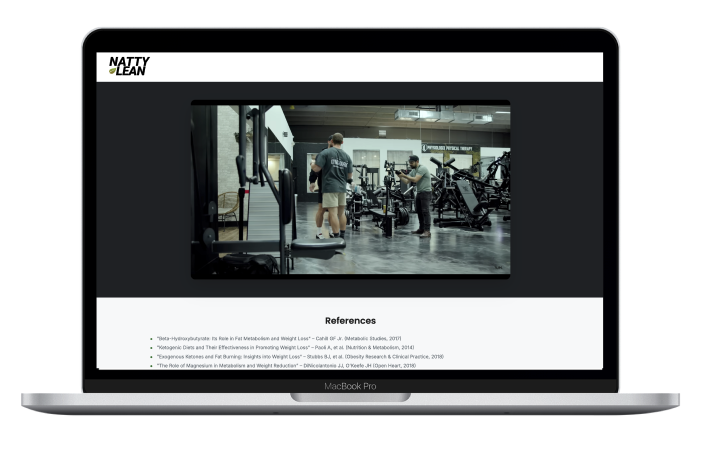 NATTY
LEAN
PHYSICAL THERAPY
References
"Beta-Hydroxybutyrate: Its Role in Fat Metabolism and Weight Loss" – Cahill GF Jr. (Metabolic Studies, 2017)
"Ketogenic Diets and Their Effectiveness in Promoting Weight Loss" – Paoli A, et al. (Nutrition & Metabolism, 2014)
"Exogenous Ketones and Fat Burning: Insights into Weight Loss" – Stubbs BJ, et al. (Obesity Research & Clinical Practice, 2018)
"The Role of Magnesium in Metabolism and Weight Reduction" – DiNicolantonio JJ, O'Keefe JH (Open Heart, 2018)
MacBook Pro